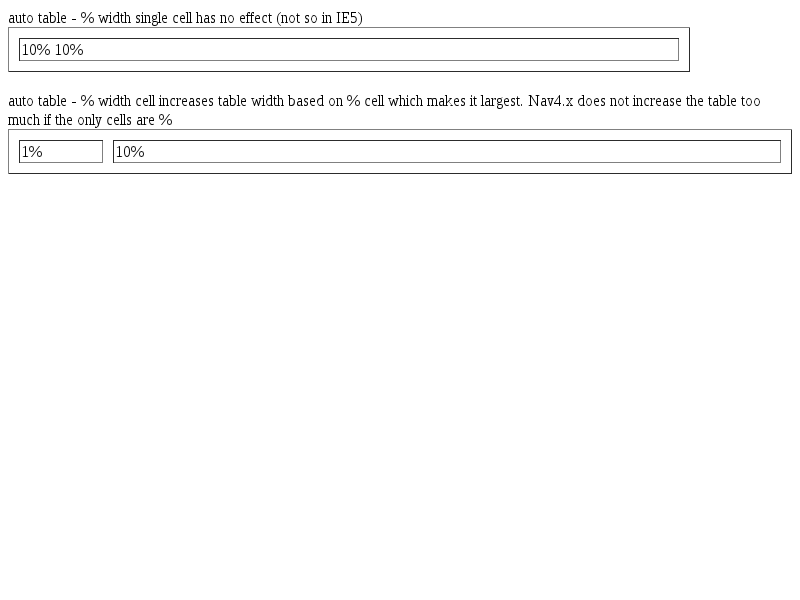 auto table - % width single cell has no effect (not so in IE5)
10% 10%
auto table - % width cell increases table width based on % cell which makes it largest. Nav4.x does not increase the table too
much if the only cells are %
1% 10%